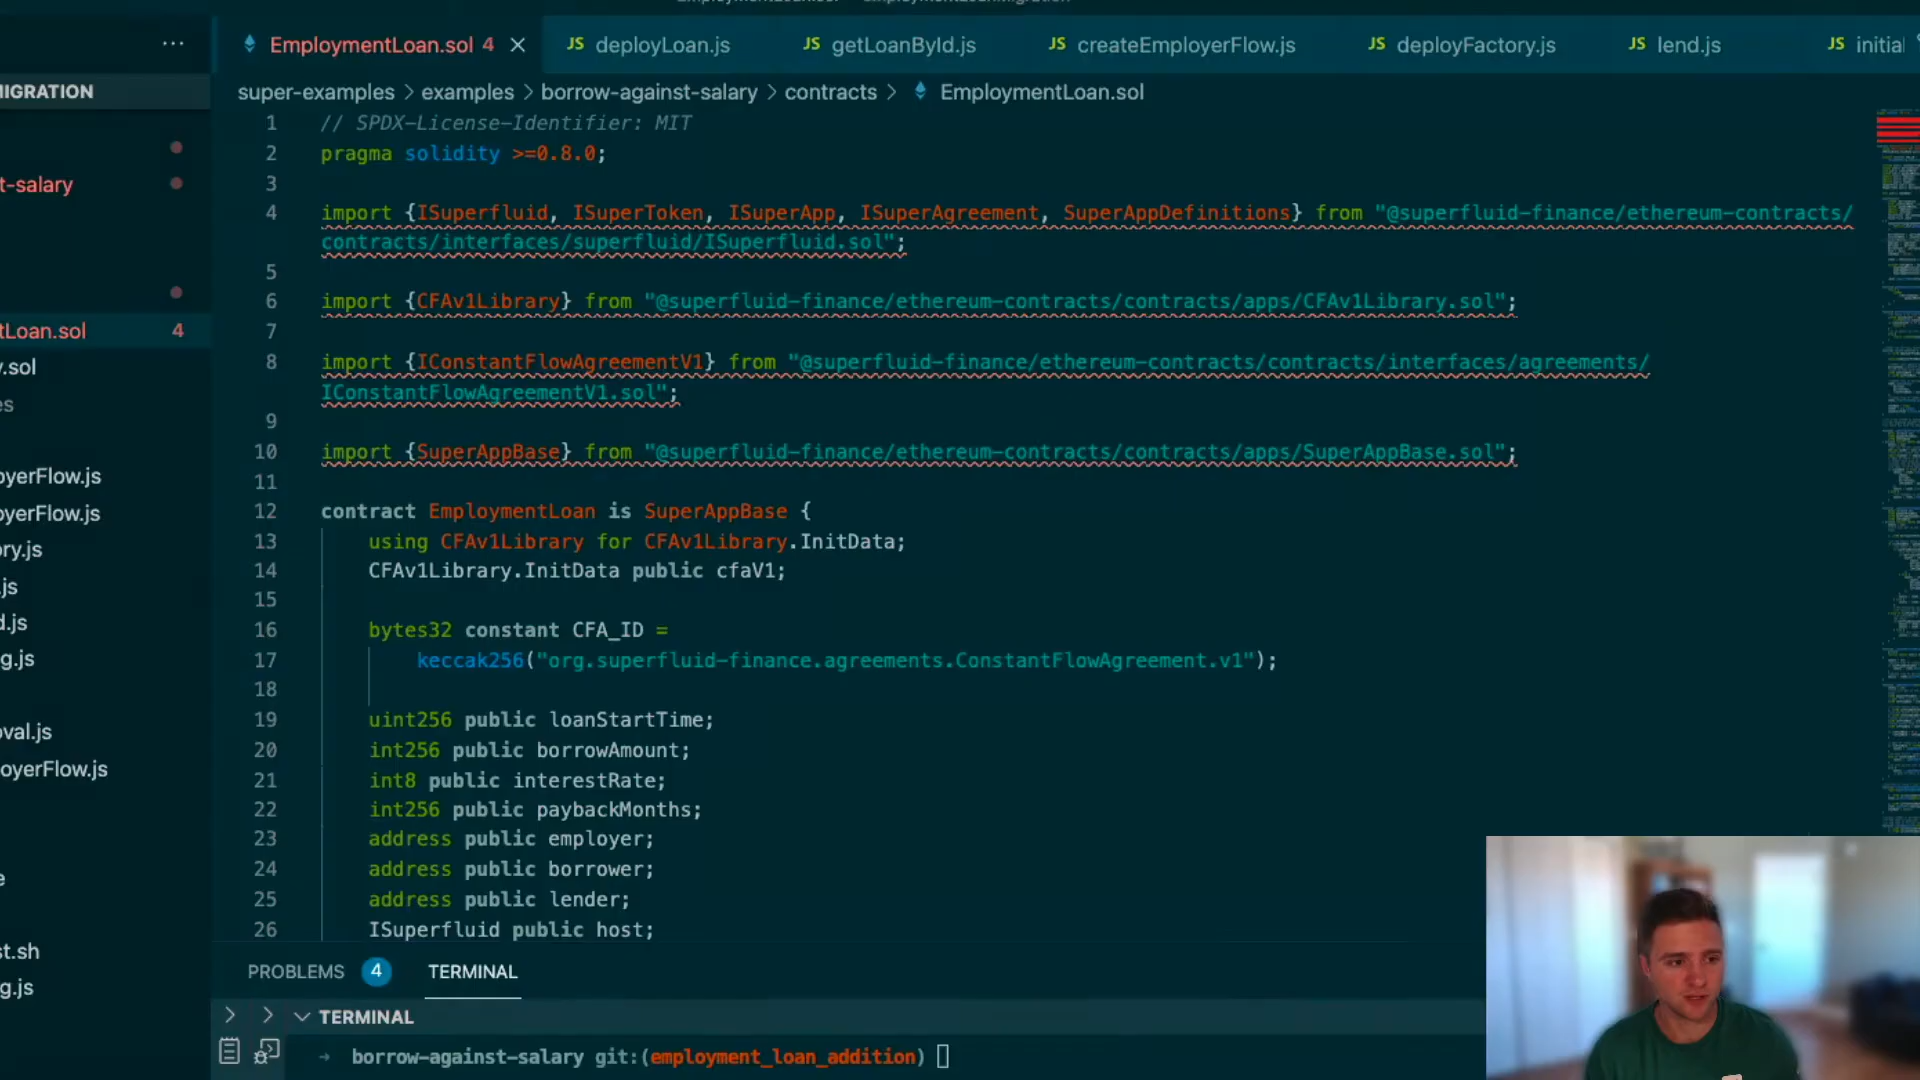 EmploymentLoan.sol 4
JS deployLoan.js
JS getLoanById.js
JS createEmployerFlow.js
JS deployFactory.js
JS lend.js
JS initial
IGRATION
super-examples > examples > borrow-against-salary > contracts > EmploymentLoan.sol
t-salary
tLoan.sol 4
.sol
es
oyerFlow.js
oyerFlow.js
ory.js
.js
d.js
g.js
oval.js
oyerFlow.js
e
st.sh
g.js
1 // SPDX-License-Identifier: MIT
2 pragma solidity >=0.8.0;
3
4 import {ISuperfluid, ISuperToken, ISuperApp, ISuperAgreement, SuperAppDefinitions} from "@superfluid-finance/ethereum-contracts/
contracts/interfaces/superfluid/ISuperfluid.sol";
5
6 import {CFAv1Library} from "@superfluid-finance/ethereum-contracts/contracts/apps/CFAv1Library.sol";
7
8 import {IConstantFlowAgreementV1} from "@superfluid-finance/ethereum-contracts/contracts/interfaces/agreements/
IConstantFlowAgreementV1.sol";
9
10 import {SuperAppBase} from "@superfluid-finance/ethereum-contracts/contracts/apps/SuperAppBase.sol";
11
12 contract EmploymentLoan is SuperAppBase {
13 using CFAv1Library for CFAv1Library.InitData;
14 CFAv1Library.InitData public cfaV1;
15
16 bytes32 constant CFA_ID =
17 keccak256("org.superfluid-finance.agreements.ConstantFlowAgreement.v1");
18
19 uint256 public loanStartTime;
20 int256 public borrowAmount;
21 int8 public interestRate;
22 int256 public paybackMonths;
23 address public employer;
24 address public borrower;
25 address public lender;
26 ISuperfluid public host;
PROBLEMS 4 TERMINAL
TERMINAL
→ borrow-against-salary git:(employment_loan_addition)